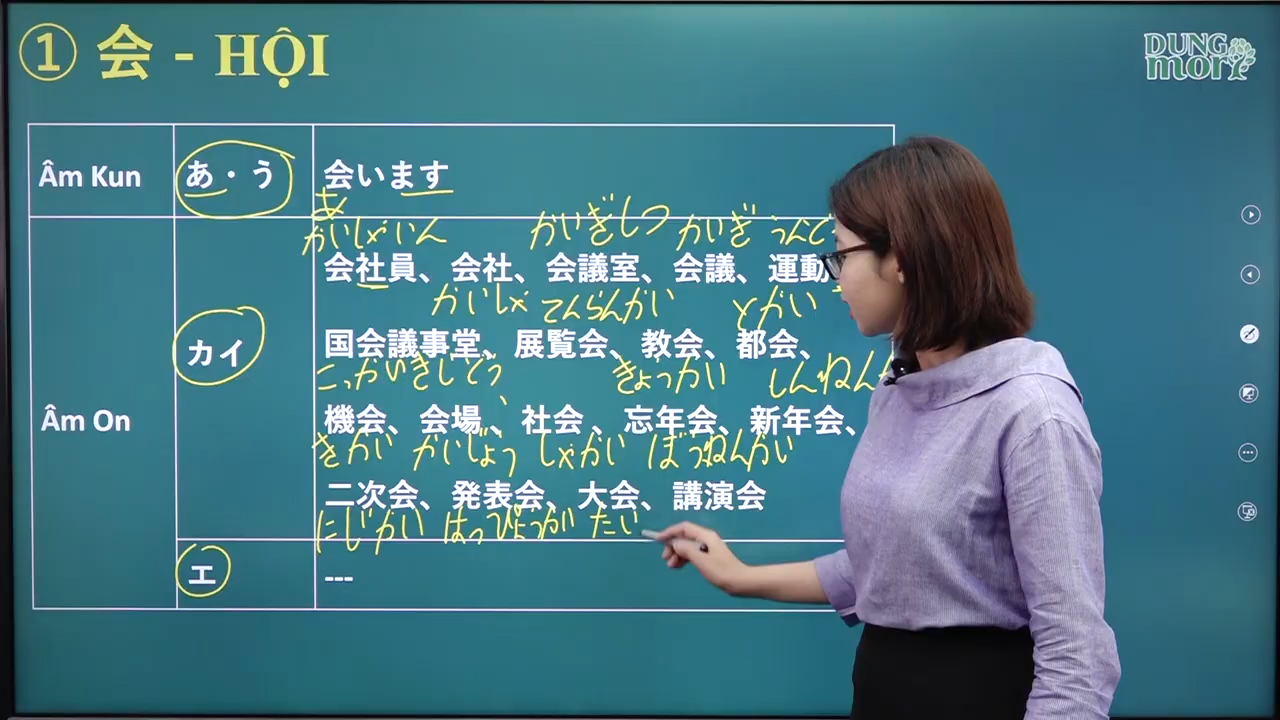 ① 会 - HỘI
DUNG
mori
Âm Kun
あ・う
会います
あ
かいしゃいん かいぎしつ かいぎ うんど
会社員、会社、会議室、会議、運動
かいしゃ てんらんかい とかい
国会議事堂、展覧会、教会、都会、
こっかいぎじどう きょうかい しんねんか
Âm On
カイ
機会、会場、社会、忘年会、新年会、
きかい かいじょう しゃかい ぼうねんかい
二次会、発表会、大会、講演会
にじかい はっぴょうかい たい
エ
---